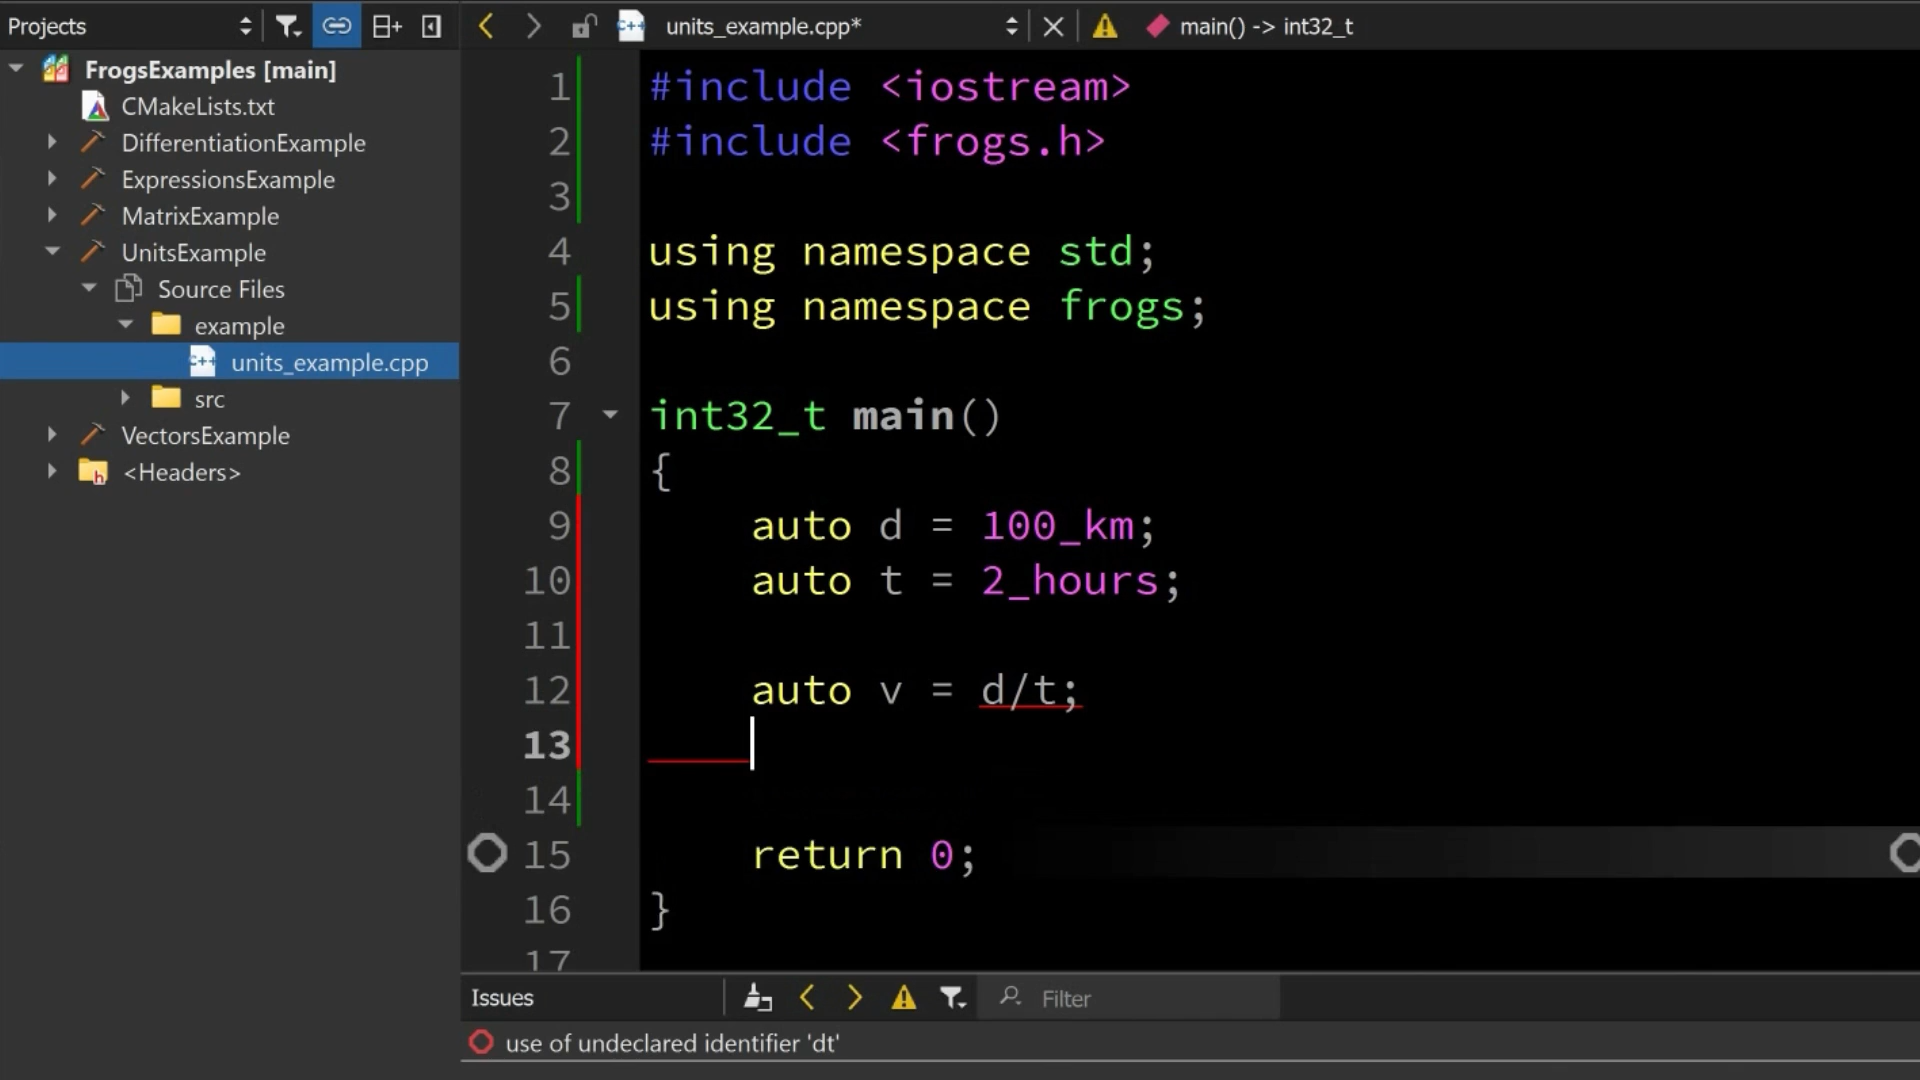 Projects
units_example.cpp*
main() -> int32_t
FrogsExamples [main]
CMakeLists.txt
DifferentiationExample
ExpressionsExample
MatrixExample
UnitsExample
Source Files
example
units_example.cpp
src
VectorsExample
<Headers>
1 #include <iostream>
2 #include <frogs.h>
3
4 using namespace std;
5 using namespace frogs;
6
7 int32_t main()
8 {
9 auto d = 100_km;
10 auto t = 2_hours;
11
12 auto v = d/t;
13
14
15 return 0;
16 }
17
Issues
Filter
use of undeclared identifier 'dt'